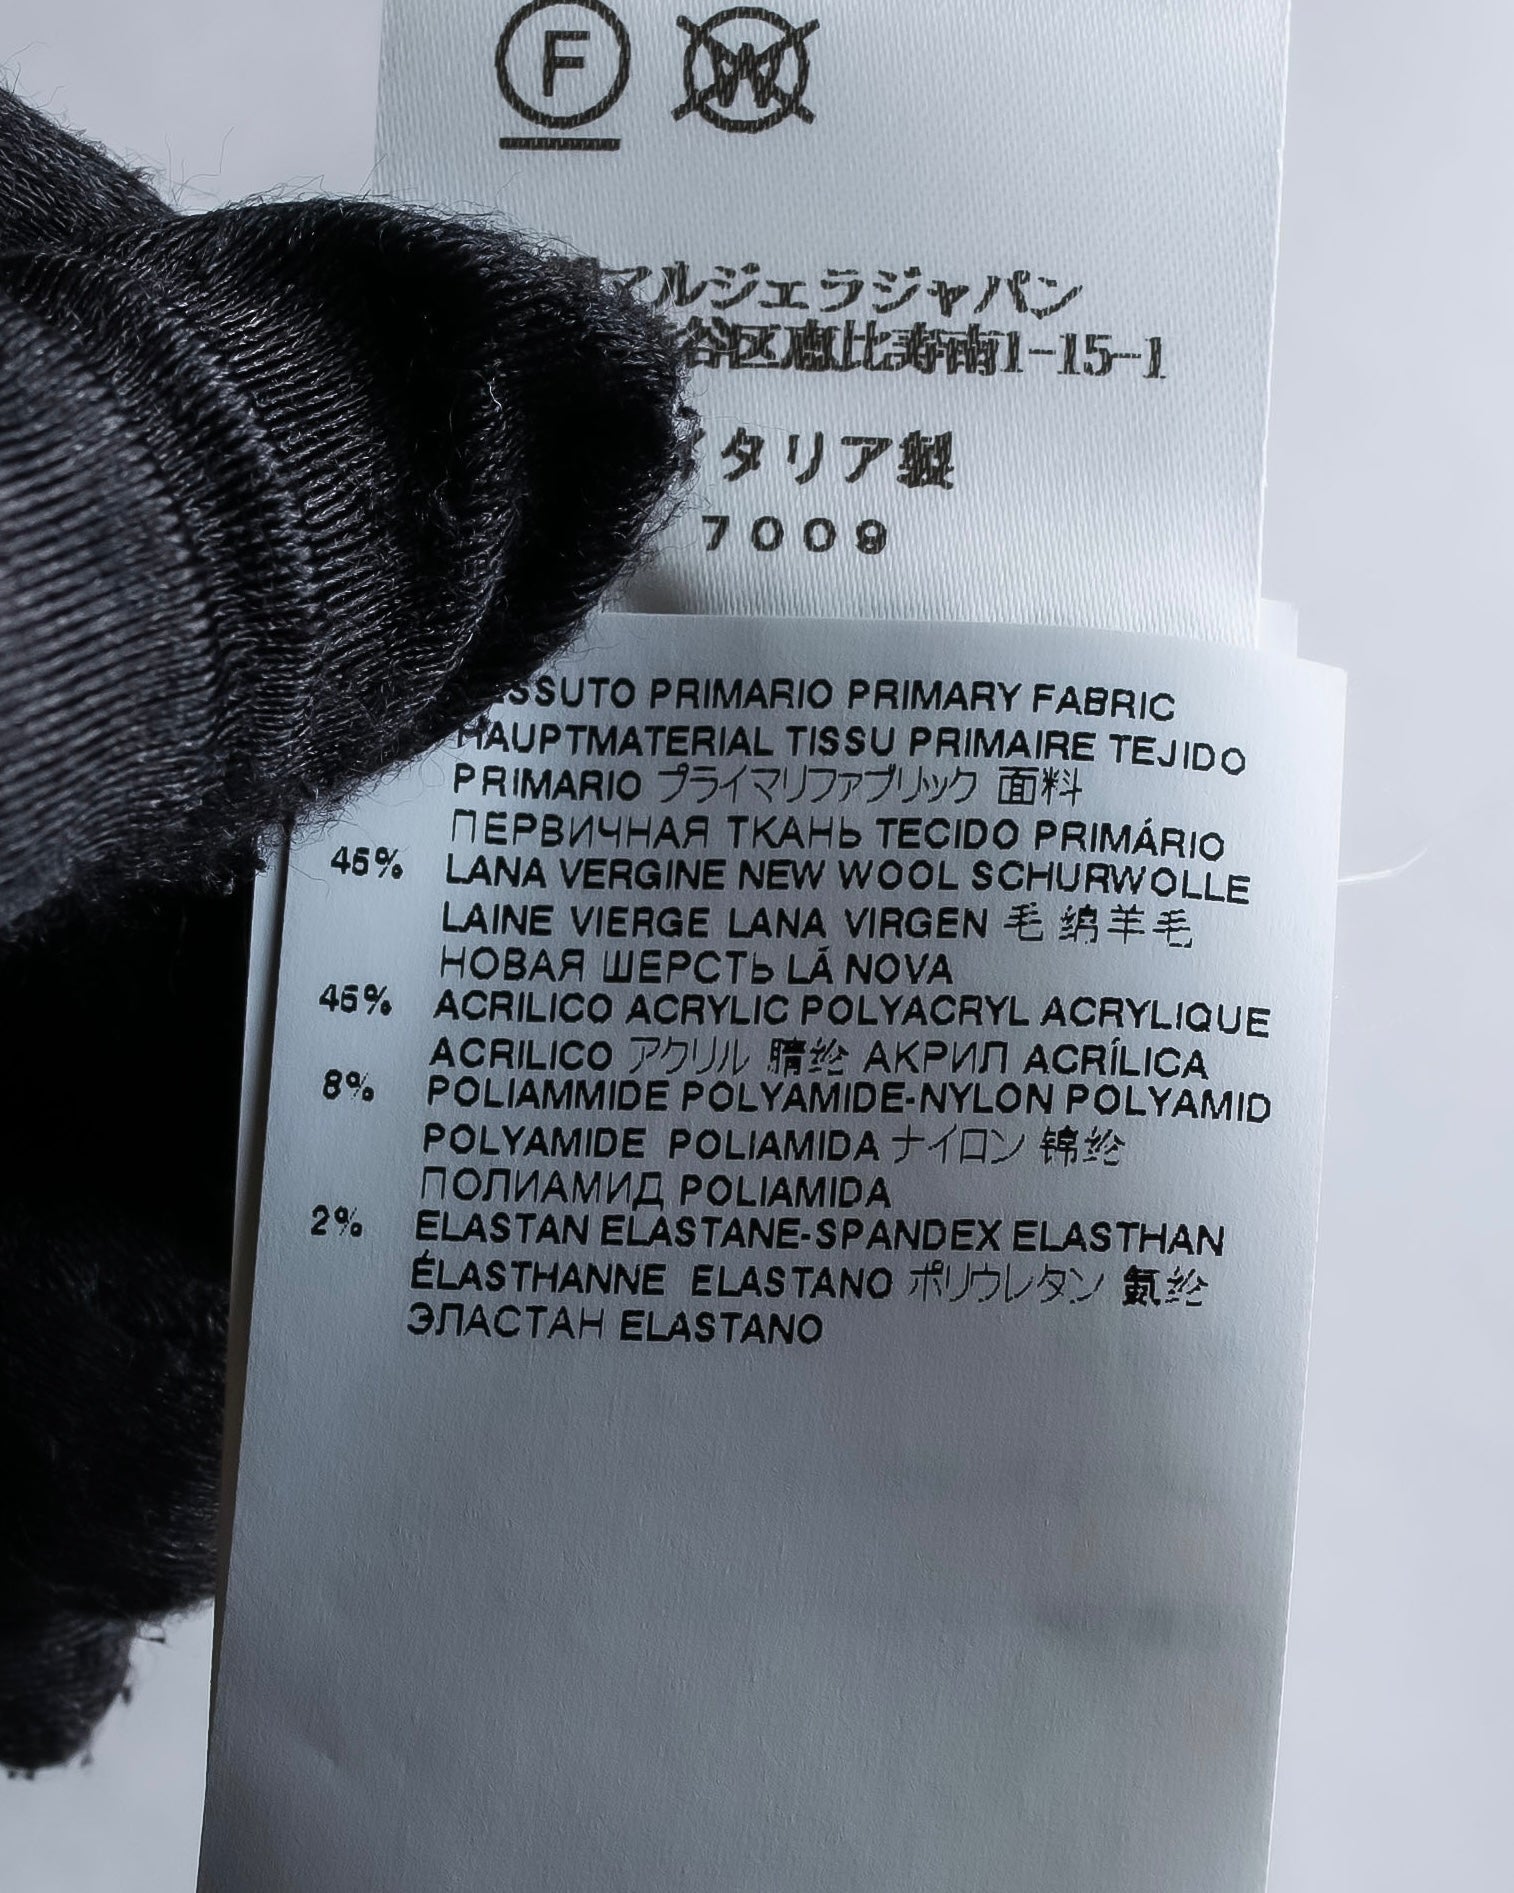 F
W
マルジェラジャパン
谷区恵比寿南1-15-1
イタリア製
7009
SSUTO PRIMARIO PRIMARY FABRIC
HAUPTMATERIAL TISSU PRIMAIRE TEJIDO
PRIMARIO プライマリファブリック 面料
ПЕРВИЧНАЯ ТКАНЬ TECIDO PRIMÁRIO
45% LANA VERGINE NEW WOOL SCHURWOLLE
LAINE VIERGE LANA VIRGEN 毛 绵羊毛
НОВАЯ ШЕРСТЬ LÁ NOVA
45% ACRILICO ACRYLIC POLYACRYL ACRYLIQUE
ACRILICO アクリル 腈纶 АКРИЛ ACRÍLICA
8% POLIAMMIDE POLYAMIDE-NYLON POLYAMID
POLYAMIDE POLIAMIDA ナイロン 锦纶
ПОЛИАМИД POLIAMIDA
2% ELASTAN ELASTANE-SPANDEX ELASTHAN
ÉLASTHANNE ELASTANO ポリウレタン 氨纶
ЭЛАСТАН ELASTANO